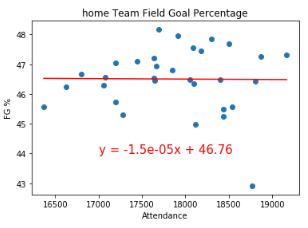 home Team Field Goal Percentage
48
47
46
45
44
43
FG %
y = -1.5e-05x + 46.76
16500 17000 17500 18000 18500 19000
Attendance